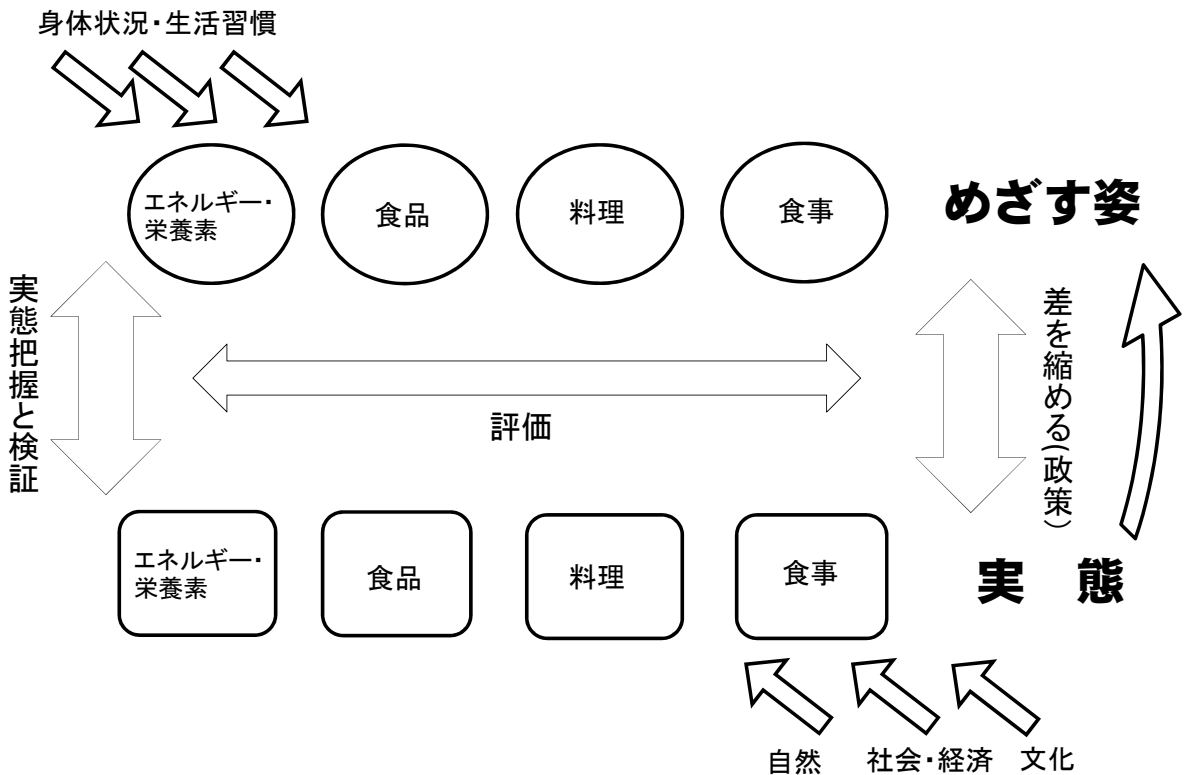 身体状況・生活習慣
エネルギー・
栄養素
食品
料理
食事
めざす姿
実態把握と検証
評価
差を縮める(政策)
エネルギー・
栄養素
食品
料理
食事
実 態
自然
社会・経済
文化